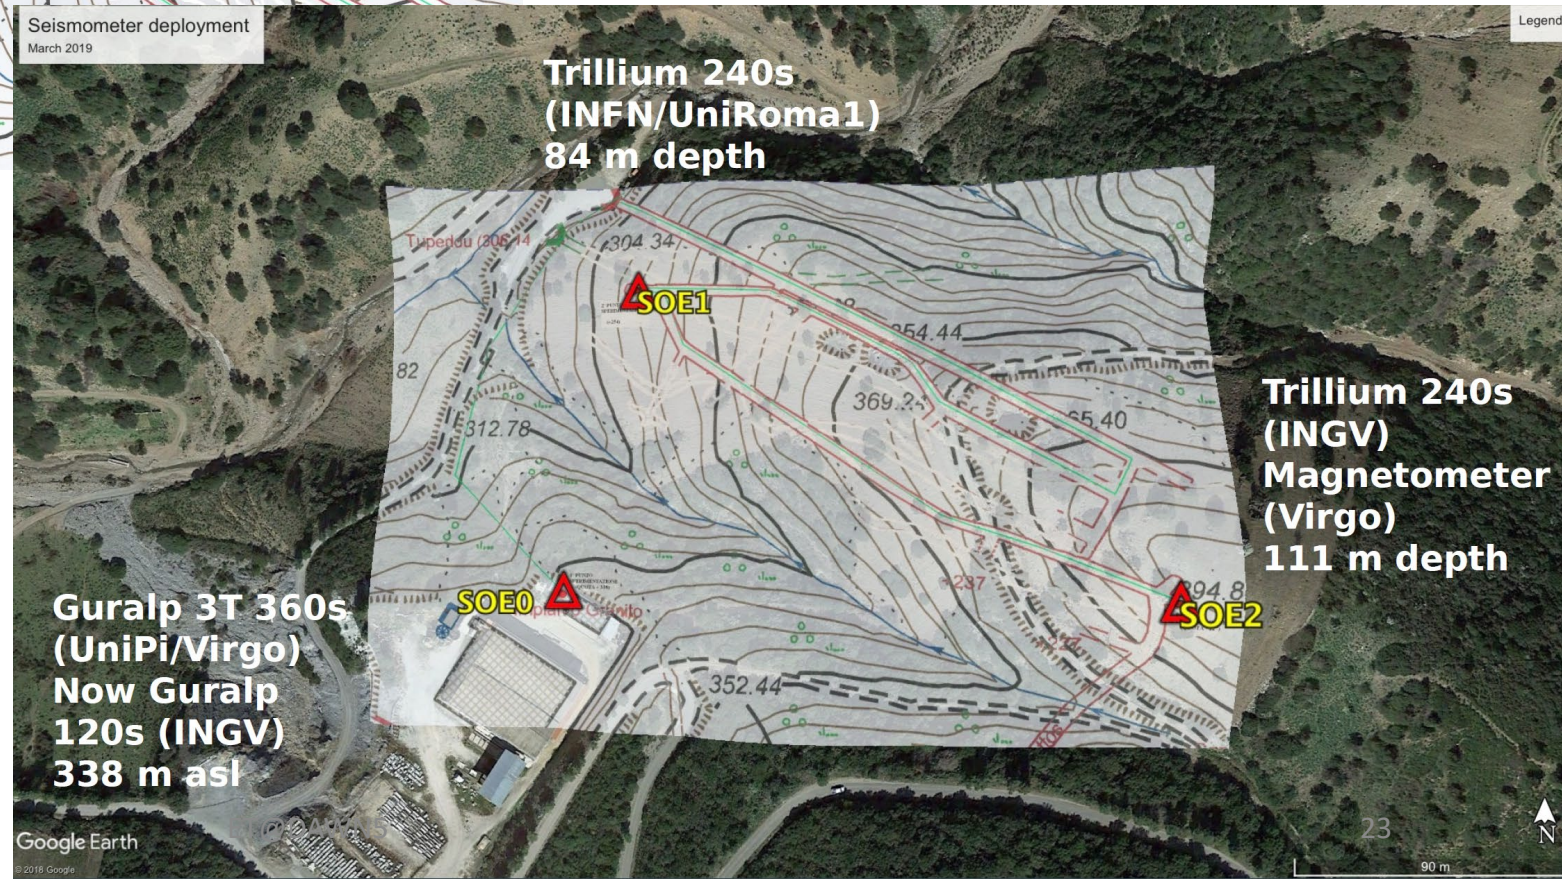 Seismometer deployment
March 2019
Legend
Trillium 240s
(INFN/UniRoma1)
84 m depth
304.34
SOE1
354.44
82
369.24
65.40
312.78
Trillium 240s
(INGV)
Magnetometer
(Virgo)
111 m depth
237
394.8
SOE0
SOE2
Guralp 3T 360s
(UniPi/Virgo)
Now Guralp
120s (INGV)
338 m asl
352.44
23
N
Google Earth
© 2018 Google
90 m